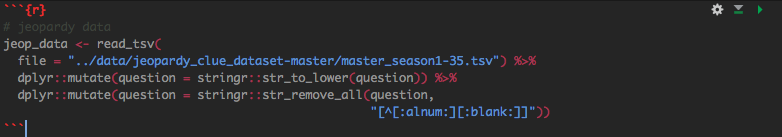 ```{r}
# jeopardy data
jeop_data <- read_tsv(
  file = "../data/jeopardy_clue_dataset-master/master_season1-35.tsv") %>%
  dplyr::mutate(question = stringr::str_to_lower(question)) %>%
  dplyr::mutate(question = stringr::str_remove_all(question,
                                                   "[^[:alnum:][:blank:]]"))
```